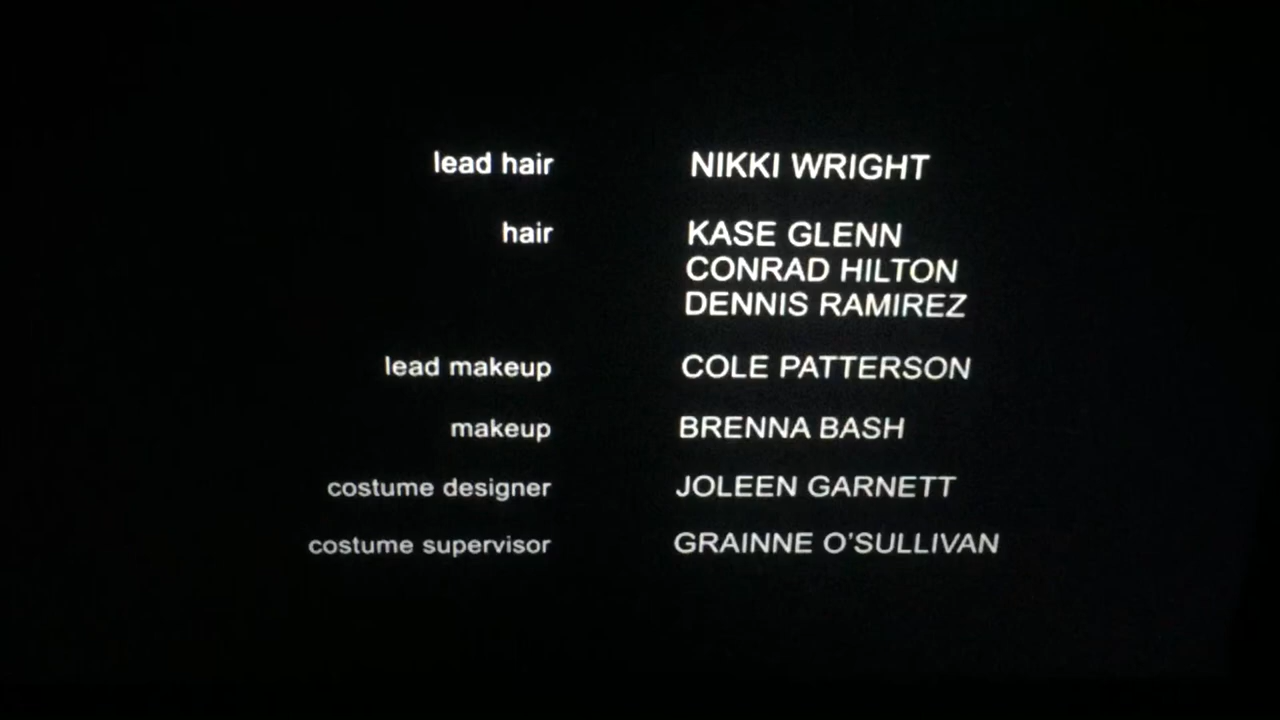 lead hair NIKKI WRIGHT
hair KASE GLENN
CONRAD HILTON
DENNIS RAMIREZ
lead makeup COLE PATTERSON
makeup BRENNA BASH
costume designer JOLEEN GARNETT
costume supervisor GRAINNE O'SULLIVAN